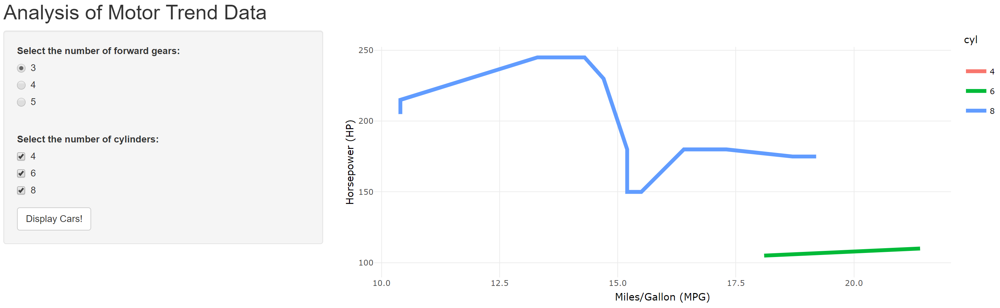 Analysis of Motor Trend Data
Select the number of forward gears:
3
4
5
Select the number of cylinders:
4
6
8
Display Cars!
250
200
150
100
Horsepower (HP)
10.0 12.5 15.0 17.5 20.0
Miles/Gallon (MPG)
cyl
4
6
8